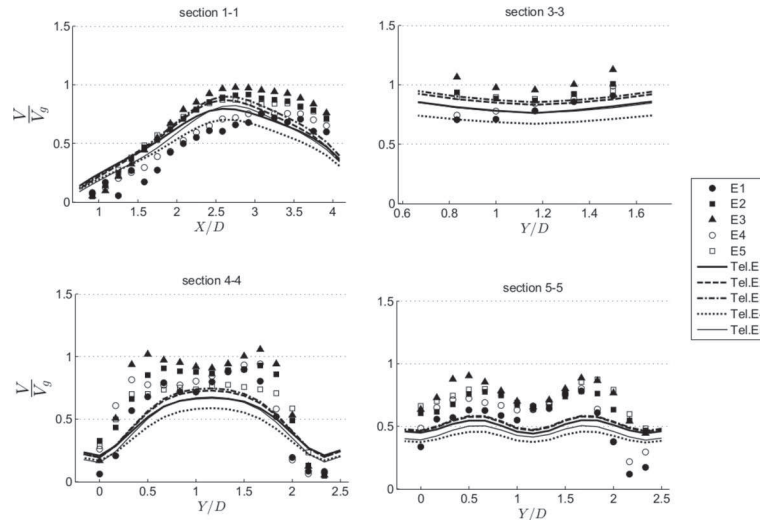 section 1-1
1.5
1
0.5
0
V
V_g
1 1.5 2 2.5 3 3.5 4
X/D
section 3-3
1.5
1
0.5
0
0.6 0.8 1 1.2 1.4 1.6
Y/D
E1
E2
E3
E4
E5
Tel.E
Tel.E
Tel.E
Tel.E
Tel.E
section 4-4
1.5
1
0.5
0
V
V_g
0 0.5 1 1.5 2 2.5
Y/D
section 5-5
1.5
1
0.5
0
0 0.5 1 1.5 2 2.5
Y/D